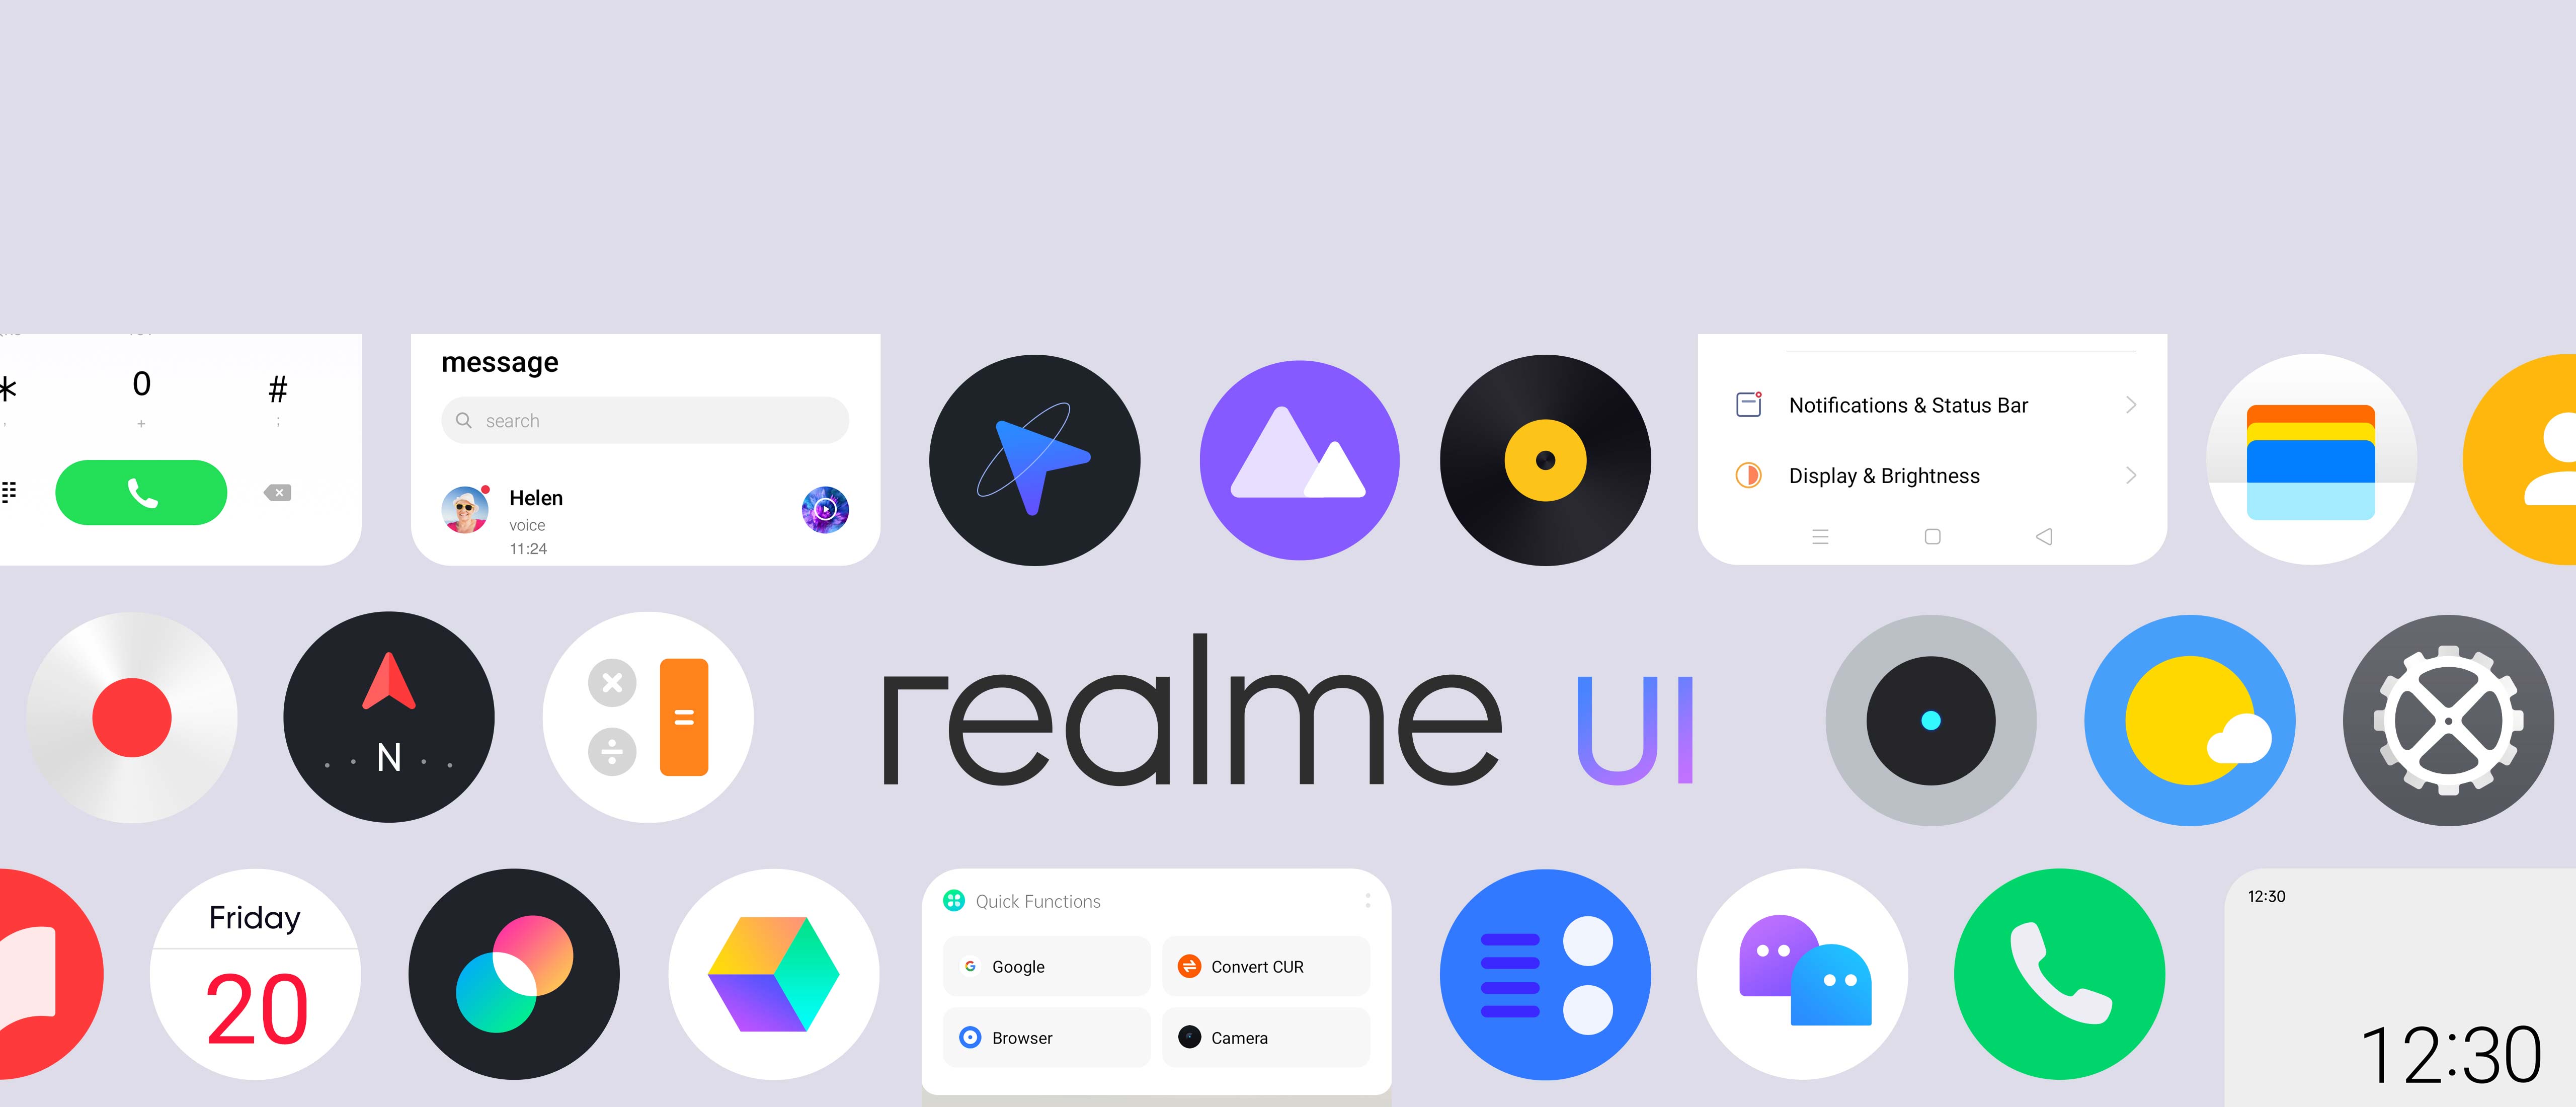 * 0 #
, + ;
message
search
Helen
voice
11:24
Notifications & Status Bar
Display & Brightness
N
realme UI
Friday
20
Quick Functions
Google
Convert CUR
Browser
Camera
12:30
12:30